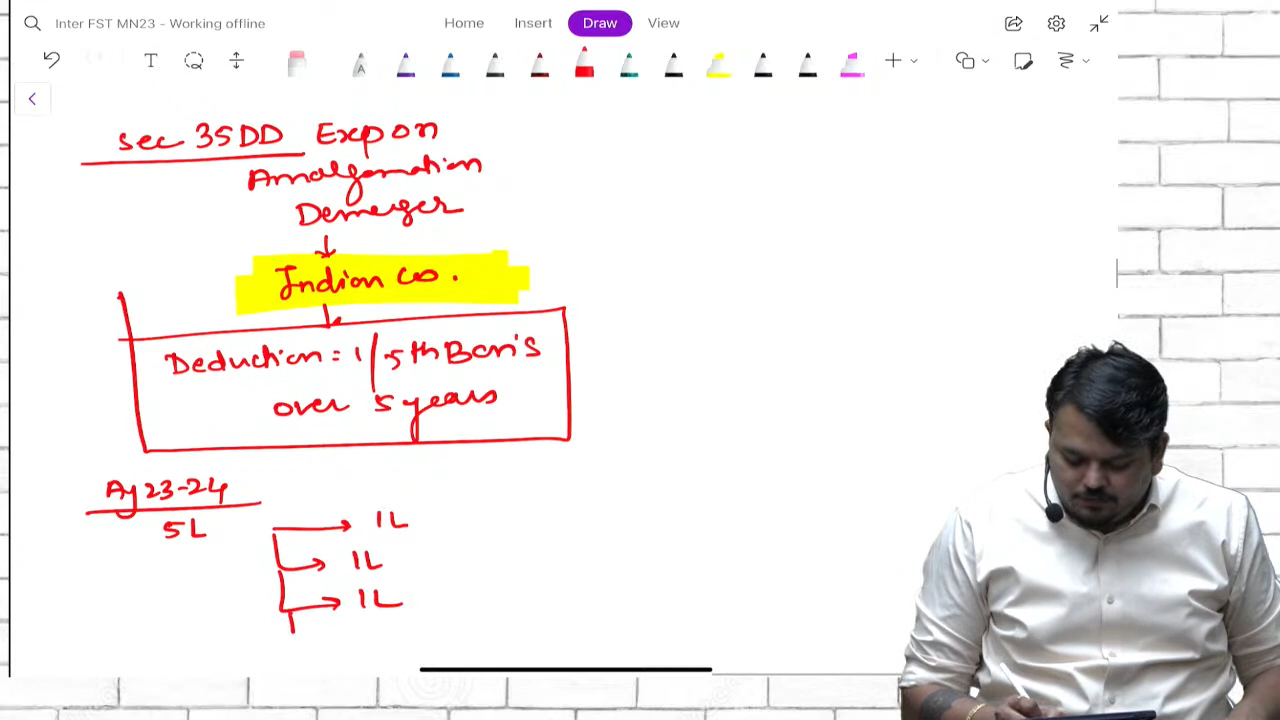 Inter FST MN23 - Working offline
Home Insert Draw View
T
A
Sec 35DD Exp on
Amalgamation
Demerger
Indian Co.
Deduction = 1/5th Basis
over 5 years
Ay 23-24
5L
1L
1L
1L